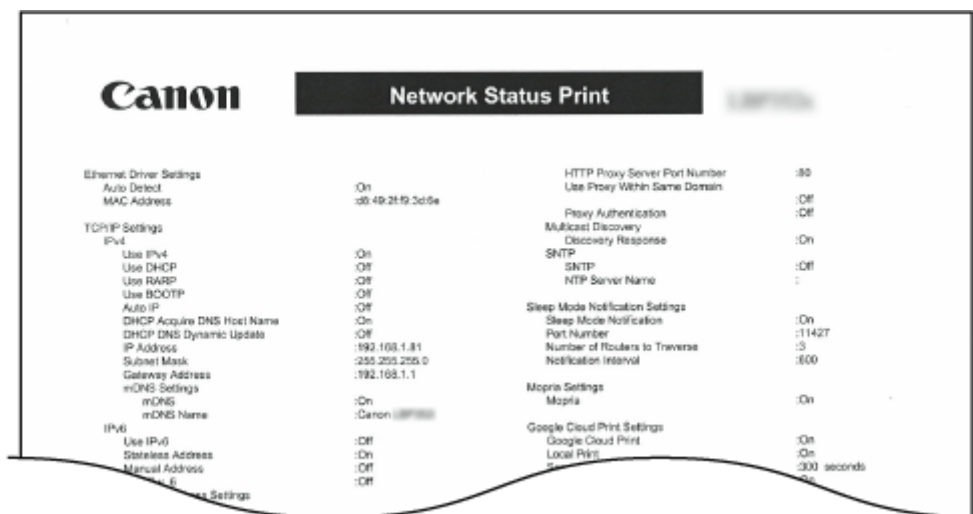 Canon
Network Status Print
Ethernet Driver Settings
Auto Detect :On
MAC Address :d8:49:2f:f9:3d:6e
TCP/IP Settings
IPv4
Use IPv4 :On
Use DHCP :Off
Use RARP :Off
Use BOOTP :Off
Auto IP :Off
DHCP Acquire DNS Host Name :On
DHCP DNS Dynamic Update :Off
IP Address :192.168.1.81
Subnet Mask :255.255.255.0
Gateway Address :192.168.1.1
mDNS Settings
mDNS :On
mDNS Name :Canon
IPv6
Use IPv6 :Off
Stateless Address :On
Manual Address :Off
:Off
Settings
HTTP Proxy Server Port Number :80
Use Proxy Within Same Domain
:Off
Proxy Authentication :Off
Multicast Discovery
Discovery Response :On
SNTP
SNTP :Off
NTP Server Name :
Sleep Mode Notification Settings
Sleep Mode Notification :On
Port Number :11427
Number of Routers to Traverse :3
Notification Interval :600
Mopria Settings
Mopria :On
Google Cloud Print Settings
Google Cloud Print :On
Local Print :On
:300 seconds